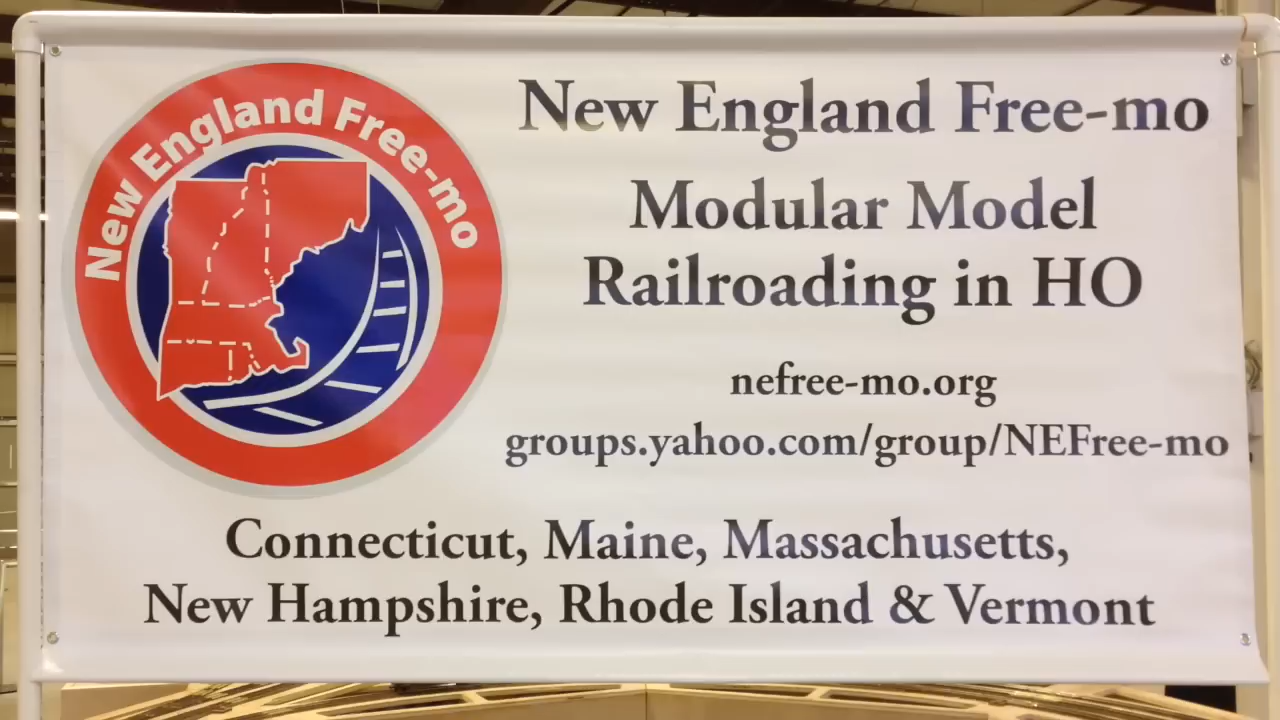 New England Free-mo
New England Free-mo
Modular Model
Railroading in HO
nefree-mo.org
groups.yahoo.com/group/NEFree-mo
Connecticut, Maine, Massachusetts,
New Hampshire, Rhode Island & Vermont